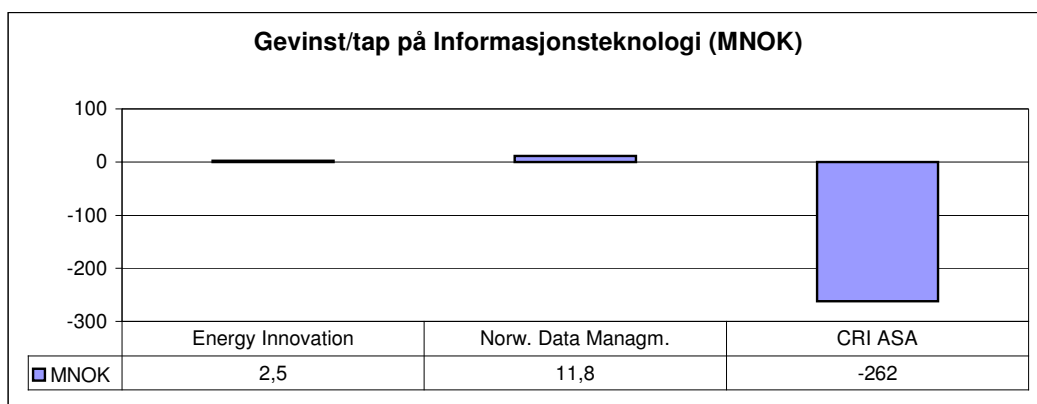 Gevinst/tap på Informasjonsteknologi (MNOK)
100
0
-100
-200
-300
Energy Innovation Norw. Data Managm. CRI ASA
MNOK 2,5 11,8 -262